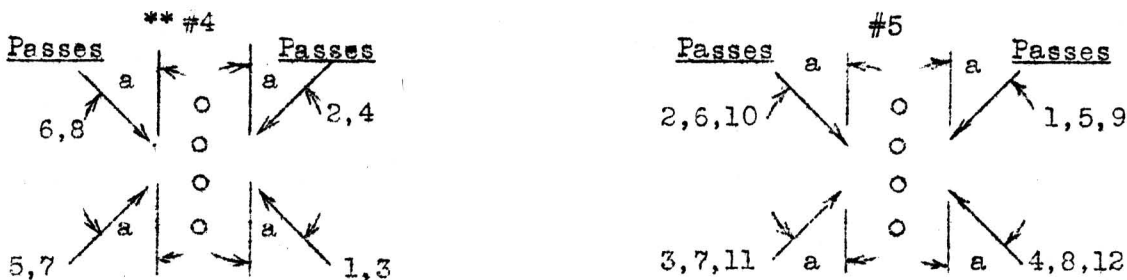 ** #4
Passes Passes
a a
6,8 2,4
a a
5,7 1,3
#5
Passes Passes
a a
2,6,10 1,5,9
3,7,11 a a 4,8,12